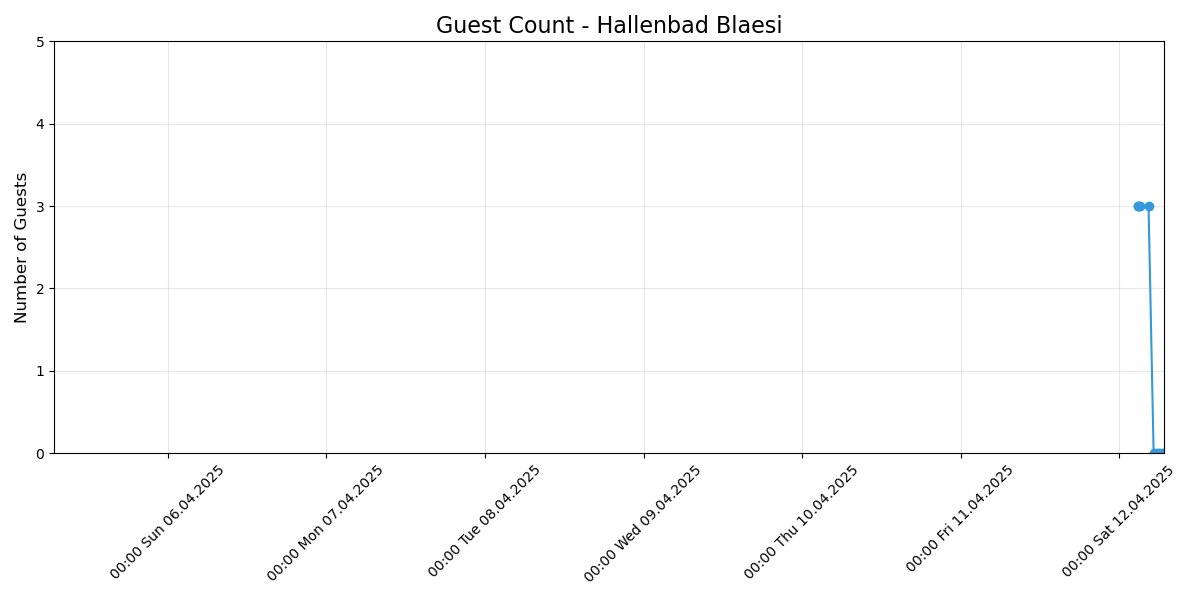 Guest Count - Hallenbad Blaesi
Number of Guests
5
4
3
2
1
0
00:00 Sun 06.04.2025
00:00 Mon 07.04.2025
00:00 Tue 08.04.2025
00:00 Wed 09.04.2025
00:00 Thu 10.04.2025
00:00 Fri 11.04.2025
00:00 Sat 12.04.2025